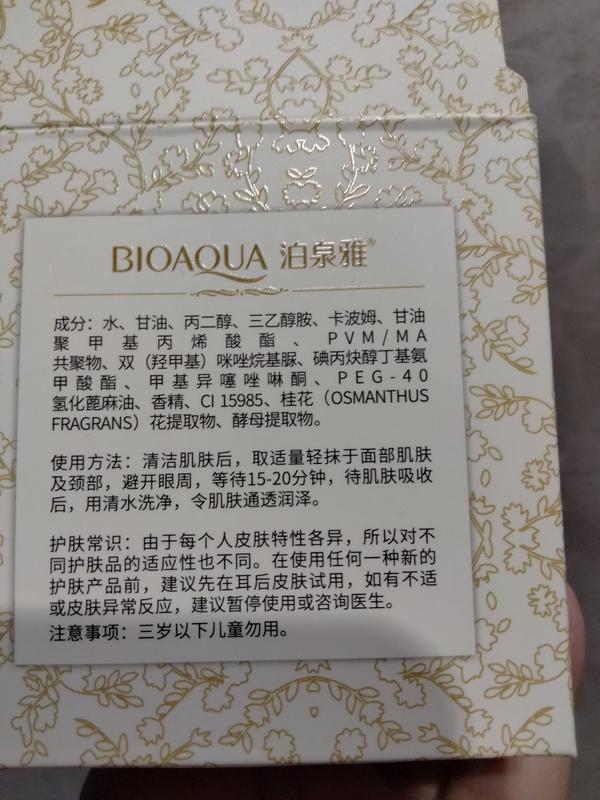 BIOAQUA 泊泉雅®
成分：水、甘油、丙二醇、三乙醇胺、卡波姆、甘油
聚甲基丙烯酸酯、PVM/MA
共聚物、双（羟甲基）咪唑烷基脲、碘丙炔醇丁基氨
甲酸酯、甲基异噻唑啉酮、PEG-40
氢化蓖麻油、香精、CI 15985、桂花（OSMANTHUS
FRAGRANS）花提取物、酵母提取物。
使用方法：清洁肌肤后，取适量轻抹于面部肌肤
及颈部，避开眼周，等待15-20分钟，待肌肤吸收
后，用清水洗净，令肌肤通透润泽。
护肤常识：由于每个人皮肤特性各异，所以对不
同护肤品的适应性也不同。在使用任何一种新的
护肤产品前，建议先在耳后皮肤试用，如有不适
或皮肤异常反应，建议暂停使用或咨询医生。
注意事项：三岁以下儿童勿用。